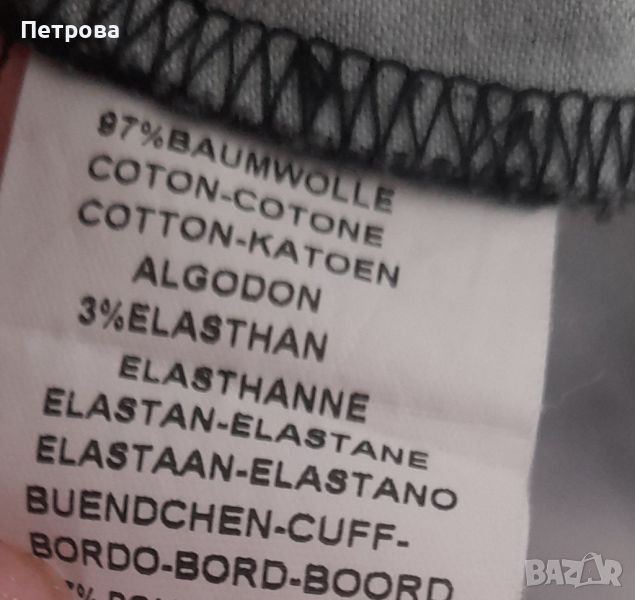 Петрова
97%BAUMWOLLE
COTON-COTONE
COTTON-KATOEN
ALGODON
3%ELASTHAN
ELASTHANNE
ELASTAN-ELASTANE
ELASTAAN-ELASTANO
BUENDCHEN-CUFF-
BORDO-BORD-BOORD
BAZAR